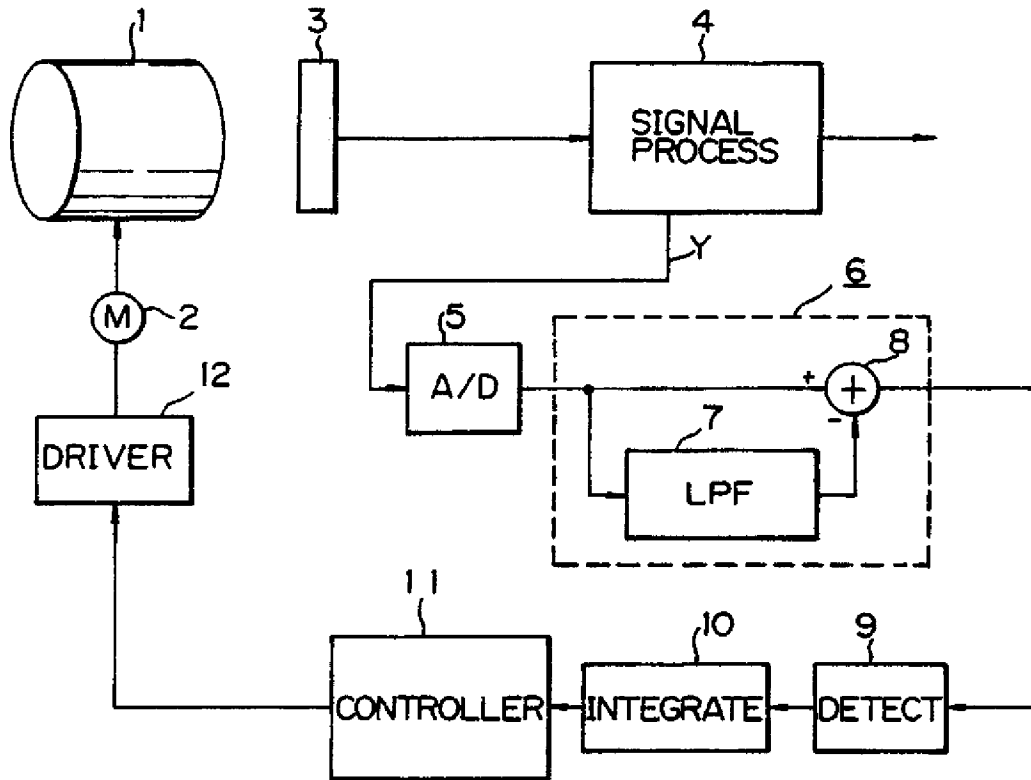 1
3
4
SIGNAL
PROCESS
Y
6
M
2
5
A/D
8
+
+
-
12
7
DRIVER
LPF
11
10
9
CONTROLLER
INTEGRATE
DETECT